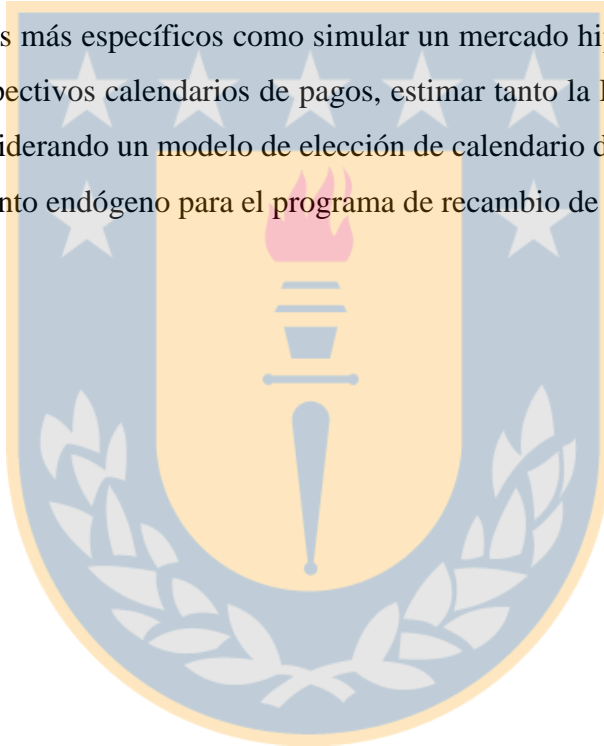 s más específicos como simular un mercado hi
pectivos calendarios de pagos, estimar tanto la
iderando un modelo de elección de calendario d
nto endógeno para el programa de recambio de